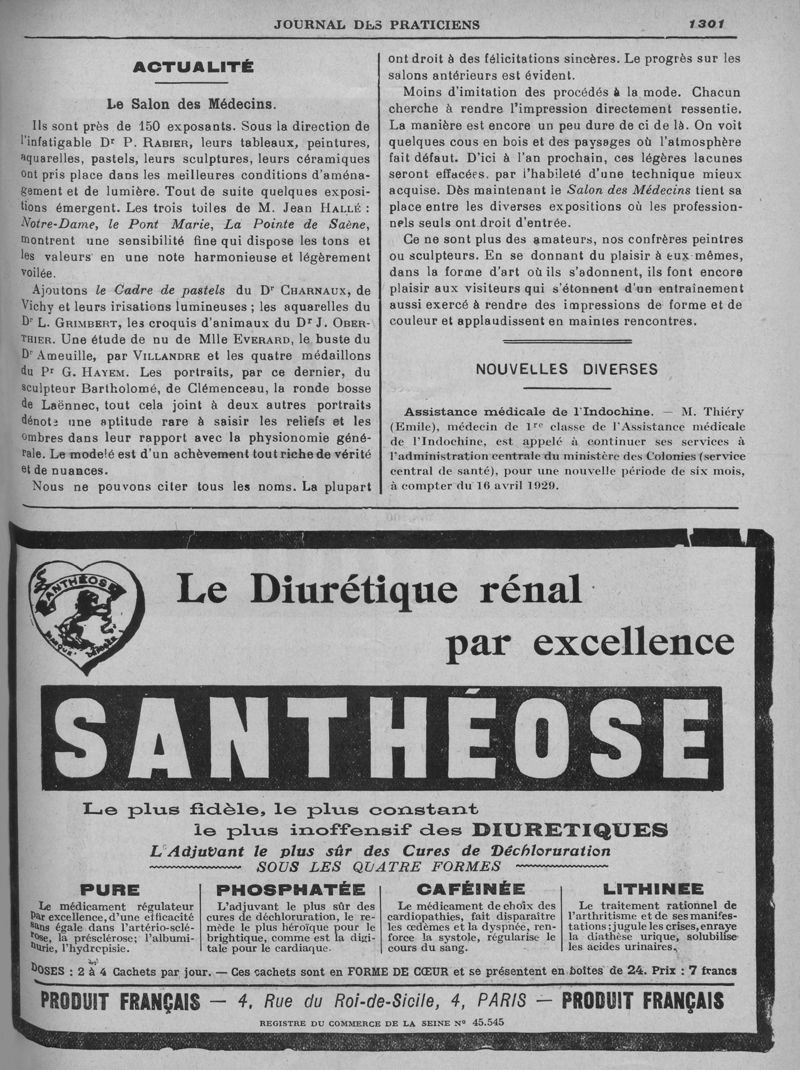 JOURNAL DES PRATICIENS
1301
ACTUALITÉ
Le Salon des Médecins.
Ils sont près de 150 exposants. Sous la direction de
l'infatigable Dr P. RABIER, leurs tableaux, peintures,
aquarelles, pastels, leurs sculptures, leurs céramiques
ont pris place dans les meilleures conditions d'aména-
gement et de lumière. Tout de suite quelques exposi-
tions émergent. Les trois toiles de M. Jean HALLÉ :
Notre-Dame, le Pont Marie, La Pointe de Saène,
montrent une sensibilité fine qui dispose les tons et
les valeurs en une note harmonieuse et légèrement
voilée.
Ajoutons le Cadre de pastels du Dr CHARNAUX, de
Vichy et leurs irisations lumineuses ; les aquarelles du
Dr L. GRIMBERT, les croquis d'animaux du Dr J. OBER-
THIER. Une étude de nu de Mlle EVERARD, le buste du
Dr Ameuille, par VILLANDRE et les quatre médaillons
du Pr G. HAYEM. Les portraits, par ce dernier, du
sculpteur Bartholomé, de Clémenceau, la ronde bosse
de Laënnec, tout cela joint à deux autres portraits
dénote une aptitude rare à saisir les reliefs et les
ombres dans leur rapport avec la physionomie géné-
rale. Le modelé est d'un achèvement tout riche de vérité
et de nuances.
Nous ne pouvons citer tous les noms. La plupart
ont droit à des félicitations sincères. Le progrès sur les
salons antérieurs est évident.
Moins d'imitation des procédés à la mode. Chacun
cherche à rendre l'impression directement ressentie.
La manière est encore un peu dure de ci de là. On voit
quelques cous en bois et des paysages où l'atmosphère
fait défaut. D'ici à l'an prochain, ces légères lacunes
seront effacées. par l'habileté d'une technique mieux
acquise. Dès maintenant le Salon des Médecins tient sa
place entre les diverses expositions où les profession-
nels seuls ont droit d'entrée.
Ce ne sont plus des amateurs, nos confrères peintres
ou sculpteurs. En se donnant du plaisir à eux mêmes,
dans la forme d'art où ils s'adonnent, ils font encore
plaisir aux visiteurs qui s'étonnent d'un entraînement
aussi exercé à rendre des impressions de forme et de
couleur et applaudissent en maintes rencontres.
NOUVELLES DIVERSES
Assistance médicale de l'Indochine. — M. Thiéry
(Emile), médecin de 1re classe de l'Assistance médicale
de l'Indochine, est appelé à continuer ses services à
l'administration centrale du ministère des Colonies (service
central de santé), pour une nouvelle période de six mois,
à compter du 16 avril 1929.
SANTHÉOSE
Le Diurétique rénal
par excellence
SANTHÉOSE
Le plus fidèle, le plus constant
le plus inoffensif des DIURETIQUES
L'Adjuvant le plus sûr des Cures de Déchloruration
SOUS LES QUATRE FORMES
PURE
Le médicament régulateur
par excellence, d'une efficacité
sans égale dans l'artério-sclé-
rose, la présclérose; l'albumi-
nurie, l'hydropisie.
PHOSPHATÉE
L'adjuvant le plus sûr des
cures de déchloruration, le re-
mède le plus héroïque pour le
brightique, comme est la digi-
tale pour le cardiaque.
CAFÉINÉE
Le médicament de choix des
cardiopathies, fait disparaître
les œdèmes et la dyspnée, ren-
force la systole, régularise le
cours du sang.
LITHINEE
Le traitement rationnel de
l'arthritisme et de ses manifes-
tations ; jugule les crises, enraye
la diathèse urique, solubilise
les acides urinaires.
DOSES : 2 à 4 Cachets par jour. — Ces cachets sont en FORME DE CŒUR et se présentent en boîtes de 24. Prix : 7 francs
PRODUIT FRANÇAIS — 4, Rue du Roi-de-Sicile, 4, PARIS — PRODUIT FRANÇAIS
REGISTRE DU COMMERCE DE LA SEINE No 45.545